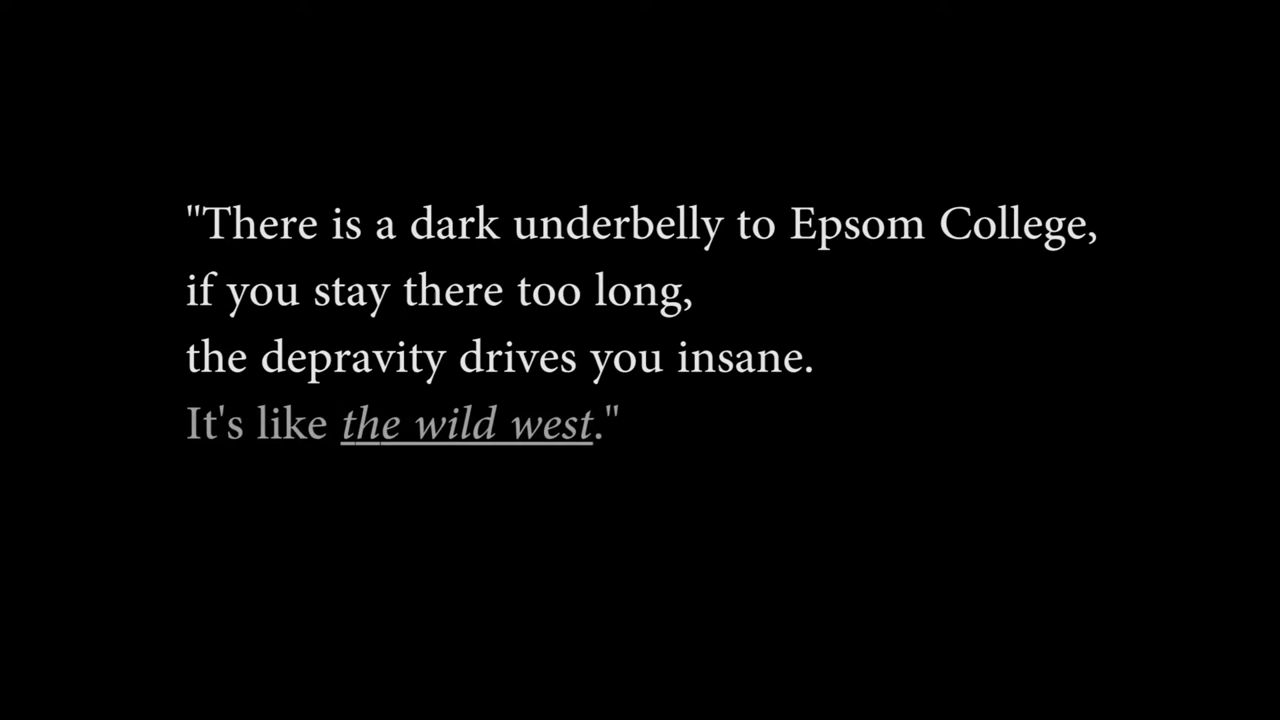 "There is a dark underbelly to Epsom College,
if you stay there too long,
the depravity drives you insane.
It's like the wild west."